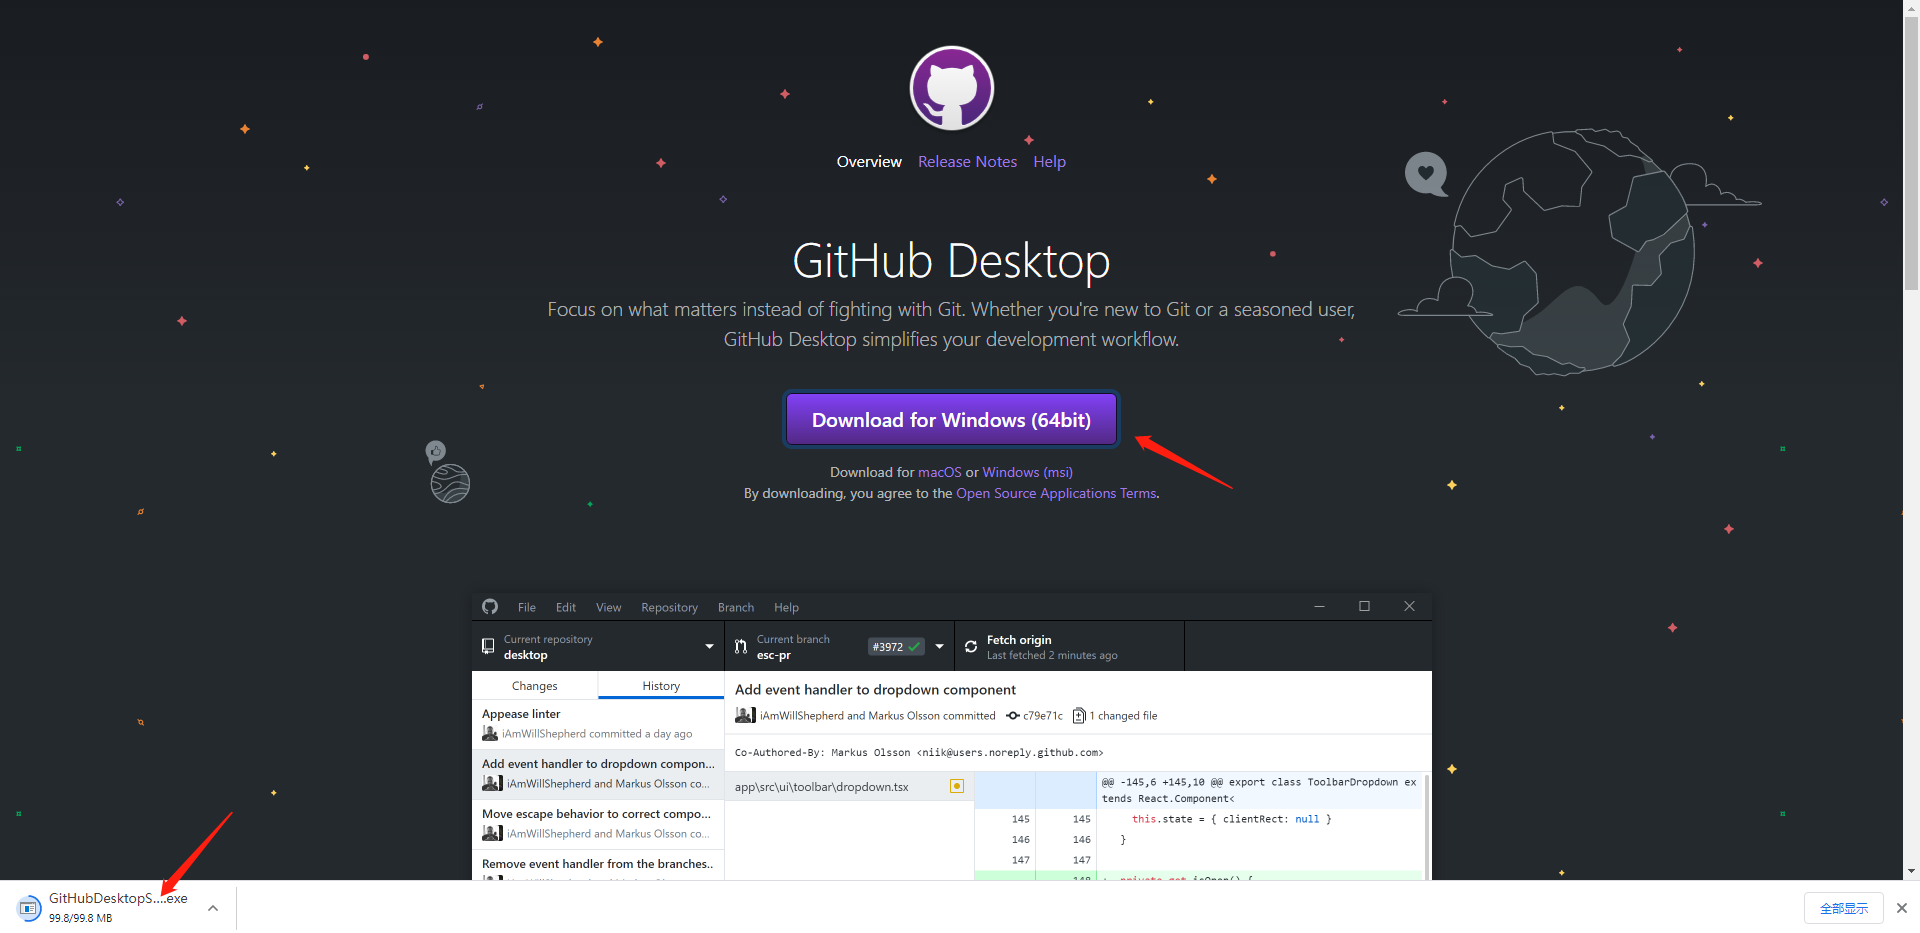 Overview Release Notes Help
GitHub Desktop
Focus on what matters instead of fighting with Git. Whether you're new to Git or a seasoned user,
GitHub Desktop simplifies your development workflow.
Download for Windows (64bit)
Download for macOS or Windows (msi)
By downloading, you agree to the Open Source Applications Terms.
File Edit View Repository Branch Help
Current repository
desktop
Current branch
esc-pr
#3972
Fetch origin
Last fetched 2 minutes ago
Changes History
Appease linter
iAmWillShepherd committed a day ago
Add event handler to dropdown compon...
iAmWillShepherd and Markus Olsson co...
Move escape behavior to correct compo...
iAmWillShepherd and Markus Olsson co...
Remove event handler from the branches..
Add event handler to dropdown component
iAmWillShepherd and Markus Olsson committed c79e71c 1 changed file
Co-Authored-By: Markus Olsson <niik@users.noreply.github.com>
app\src\ui\toolbar\dropdown.tsx
@@ -145,6 +145,10 @@ export class ToolbarDropdown ex
tends React.Component<
145 145 this.state = { clientRect: null }
146 146 }
147 147
148 + private get isOpen() {
GitHubDesktopS....exe
99.8/99.8 MB
全部显示